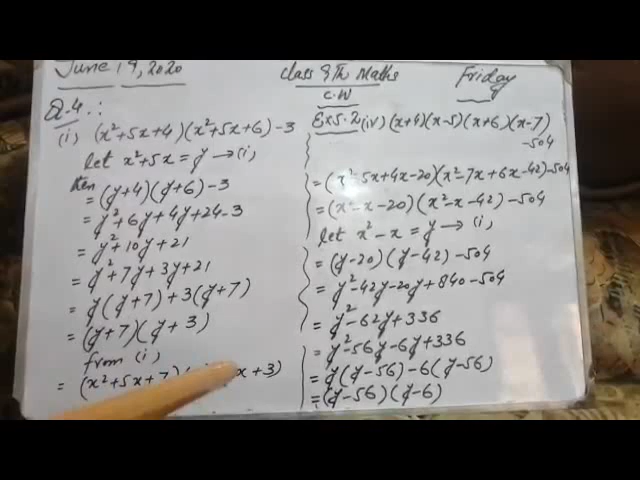 June 19, 2020
Class 9Th Maths
Friday
C.W
Q.4.:
(i) (x²+5x+4)(x²+5x+6)-3
let x²+5x=y →(i)
then
=(y+4)(y+6)-3
=y²+6y+4y+24-3
=y²+10y+21
=y²+7y+3y+21
=y(y+7)+3(y+7)
=(y+7)(y+3)
from (i)
=(x²+5x+7)( x+3)
Ex5.2 (iv) (x+4)(x-5)(x+6)(x-7)
-504
=(x²-5x+4x-20)(x²-7x+6x-42)-504
=(x²-x-20)(x²-x-42)-504
let x²-x=y →(i)
=(y-20)(y-42)-504
=y²-42y-20y+840-504
=y²-62y+336
=y²-56y-6y+336
=y(y-56)-6(y-56)
=(y-56)(y-6)